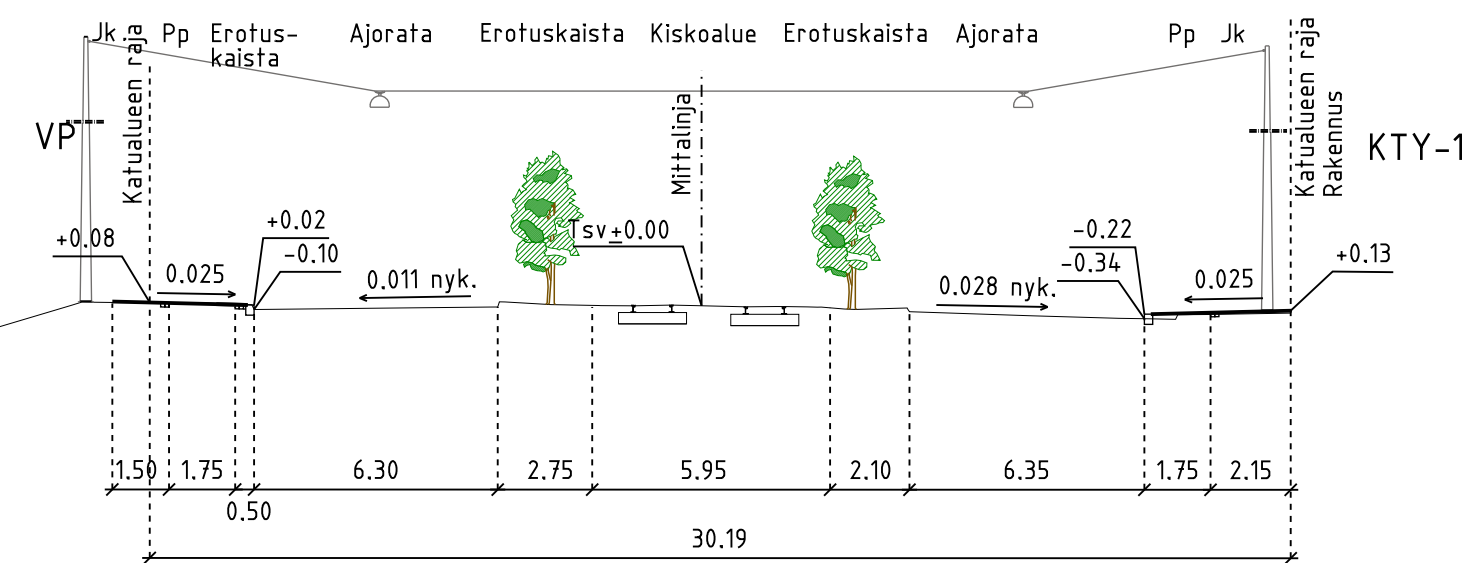 Jk Pp Erotus- Ajorata Erotuskaista Kiskoalue Erotuskaista Ajorata Pp Jk
kaista
Katualueen raja
Mittalinja
Katualueen raja
Rakennus
VP
KTY-1
+0.08
+0.02
-0.10
0.025
0.011 nyk.
Tsv±0.00
-0.22
-0.34
0.028 nyk.
0.025
+0.13
1.50 1.75 6.30 2.75 5.95 2.10 6.35 1.75 2.15
0.50
30.19